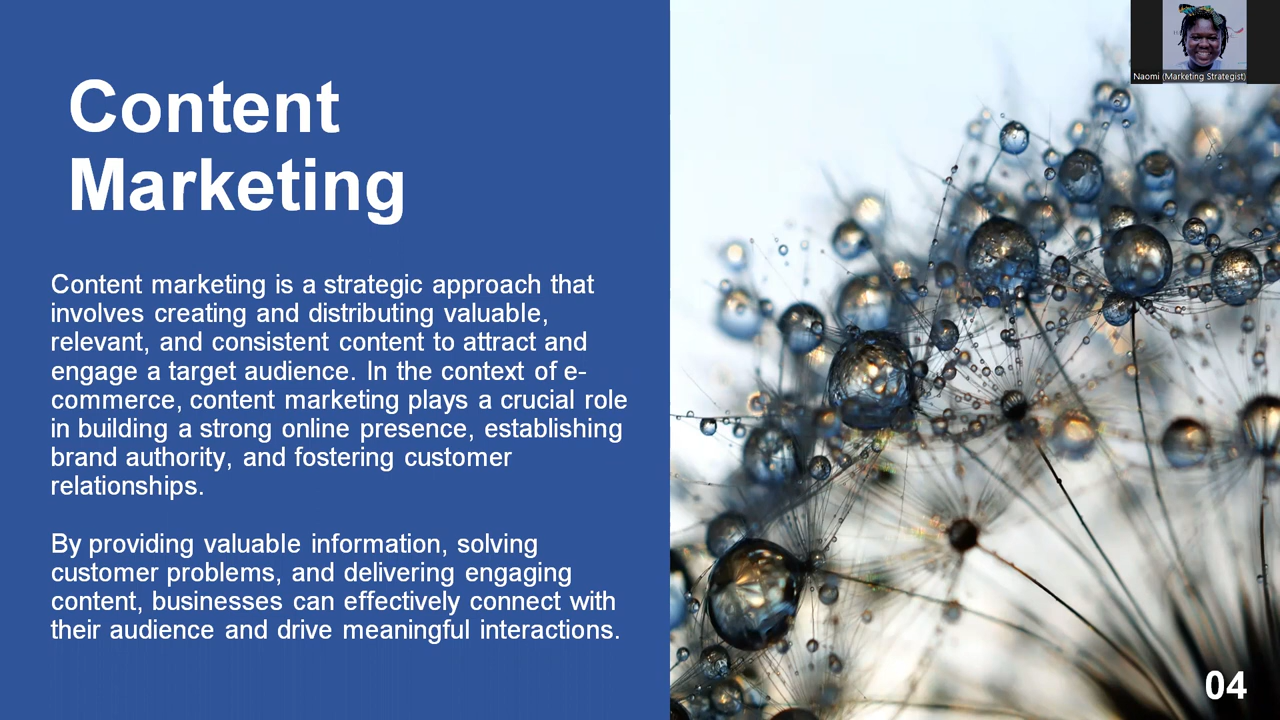 Content
Marketing
Content marketing is a strategic approach that
involves creating and distributing valuable,
relevant, and consistent content to attract and
engage a target audience. In the context of e-
commerce, content marketing plays a crucial role
in building a strong online presence, establishing
brand authority, and fostering customer
relationships.
By providing valuable information, solving
customer problems, and delivering engaging
content, businesses can effectively connect with
their audience and drive meaningful interactions.
Naomi (Marketing Strategist)
04